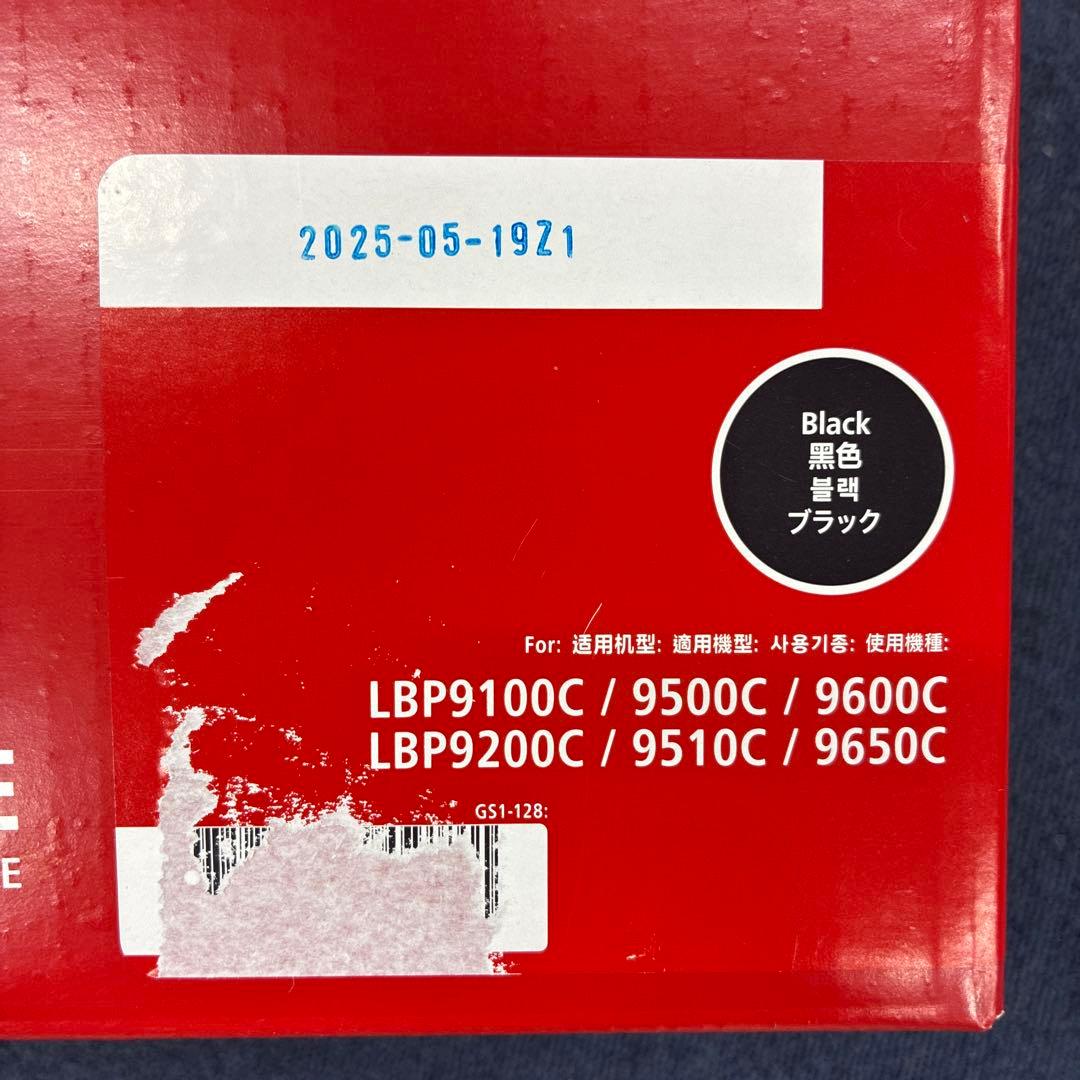 2025-05-19Z1
Black
黑色
블랙
ブラック
For: 适用机型: 適用機型: 사용기종: 使用機種:
LBP9100C / 9500C / 9600C
LBP9200C / 9510C / 9650C
GS1-128:
E
E